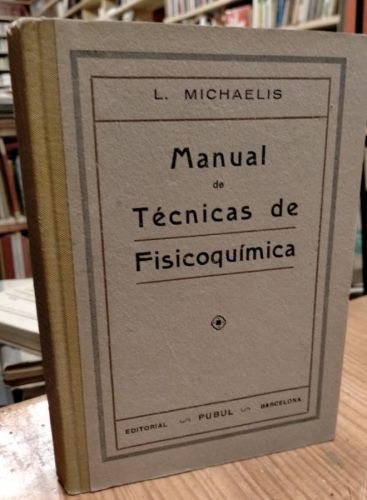 L. MICHAELIS
Manual
de
Técnicas de
Fisicoquímica
EDITORIAL PUBUL BARCELONA